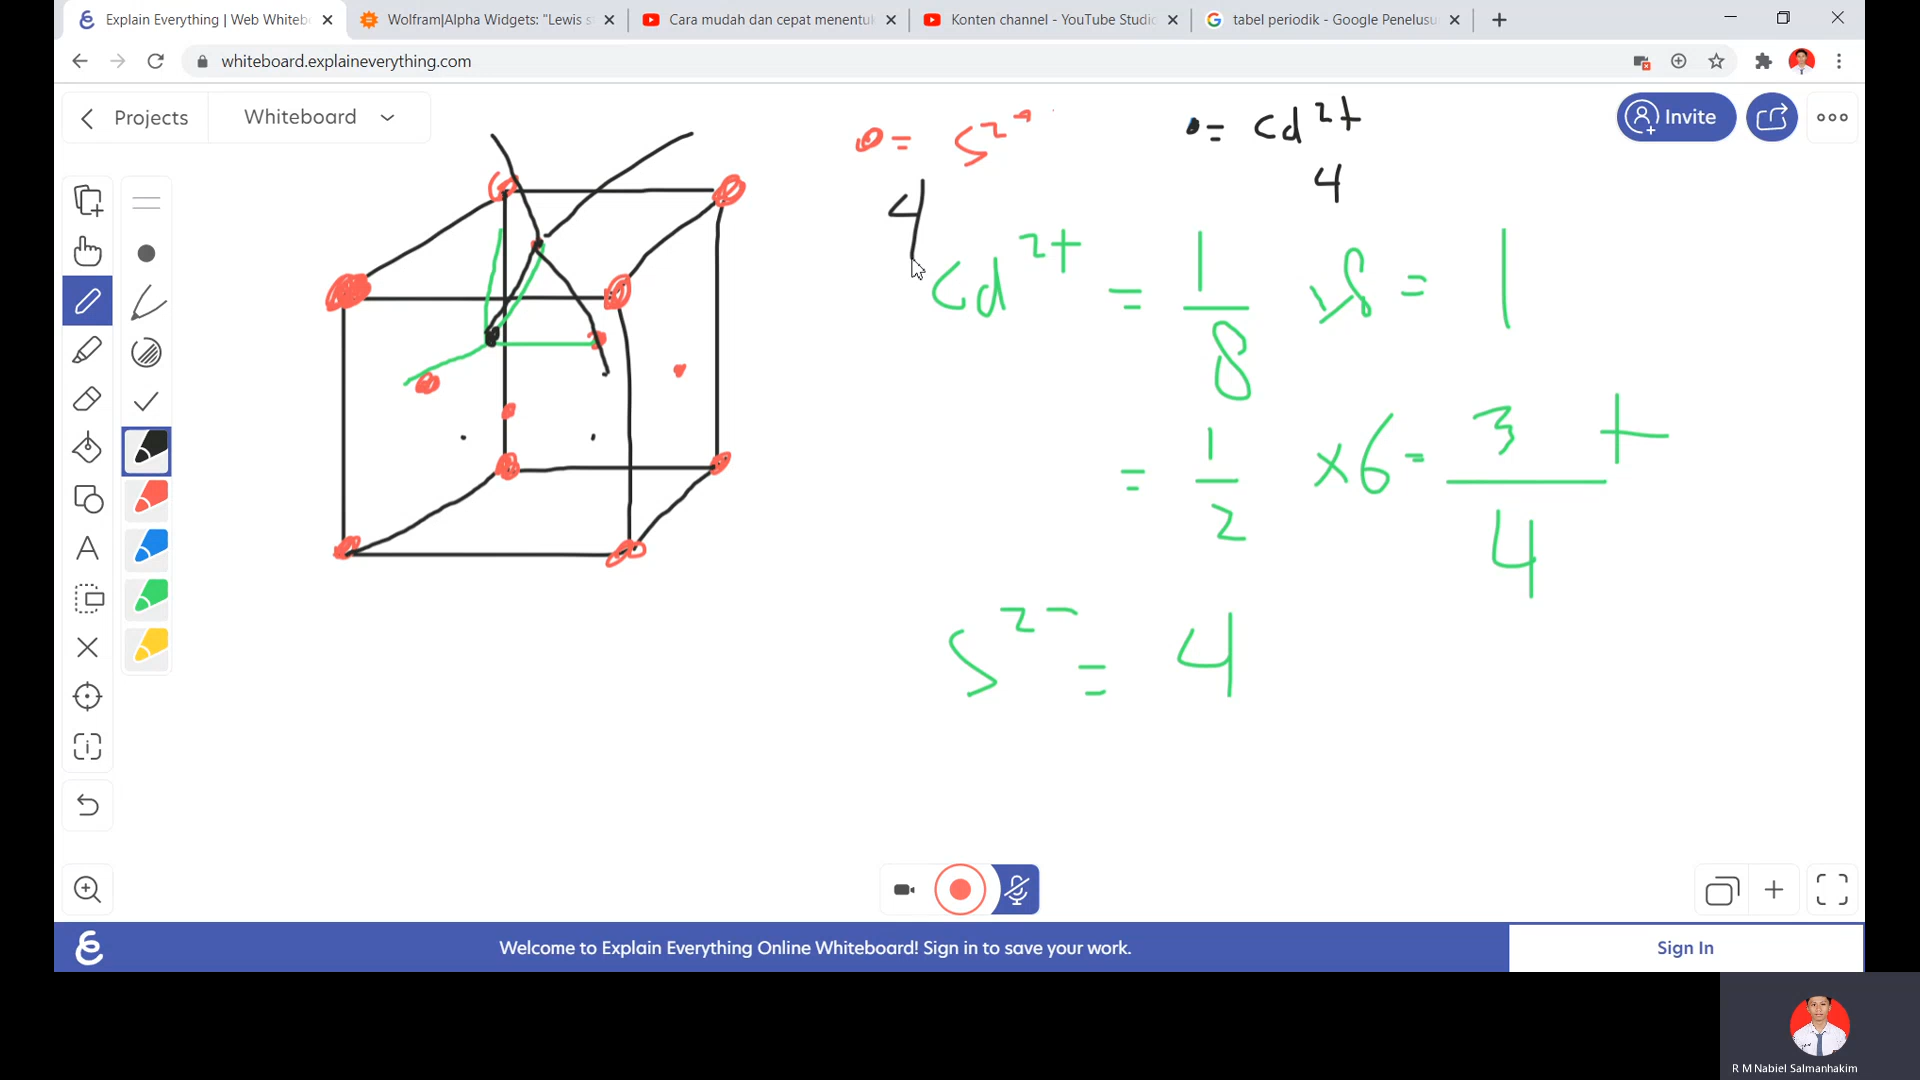 Explain Everything | Web Whitebo
Wolfram|Alpha Widgets: "Lewis s
Cara mudah dan cepat menentuk
Konten channel - YouTube Studio
tabel periodik - Google Penelusu
whiteboard.explaineverything.com
Projects
Whiteboard
Invite
= S²⁻
= Cd²⁺
4
4
Cd²⁺ = 1/8 x8 = 1
= 1/2 x6 = 3 +
4
S²⁻ = 4
A
Welcome to Explain Everything Online Whiteboard! Sign in to save your work.
Sign In
R M Nabiel Salmanhakim